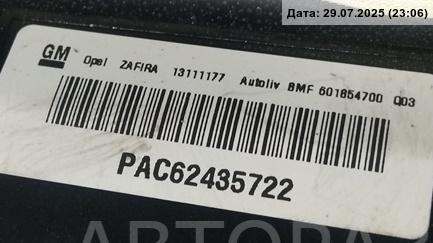 Дата: 29.07.2025 (23:06)
GM Opel ZAFIRA 13111177 Autoliv BMF 601854700 Q03
PAC62435722